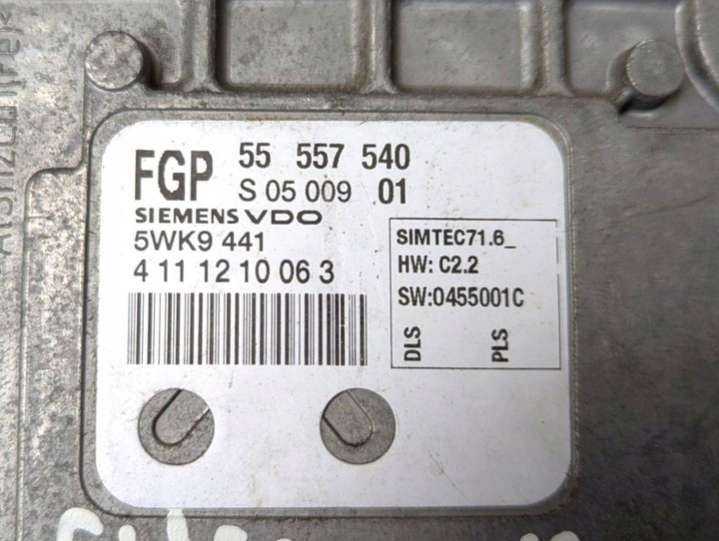 FGP 55 557 540
S 05 009 01
SIEMENS VDO
5WK9 441
4 11 12 10 06 3
SIMTEC71.6_
HW: C2.2
SW:0455001C
DLS
PLS